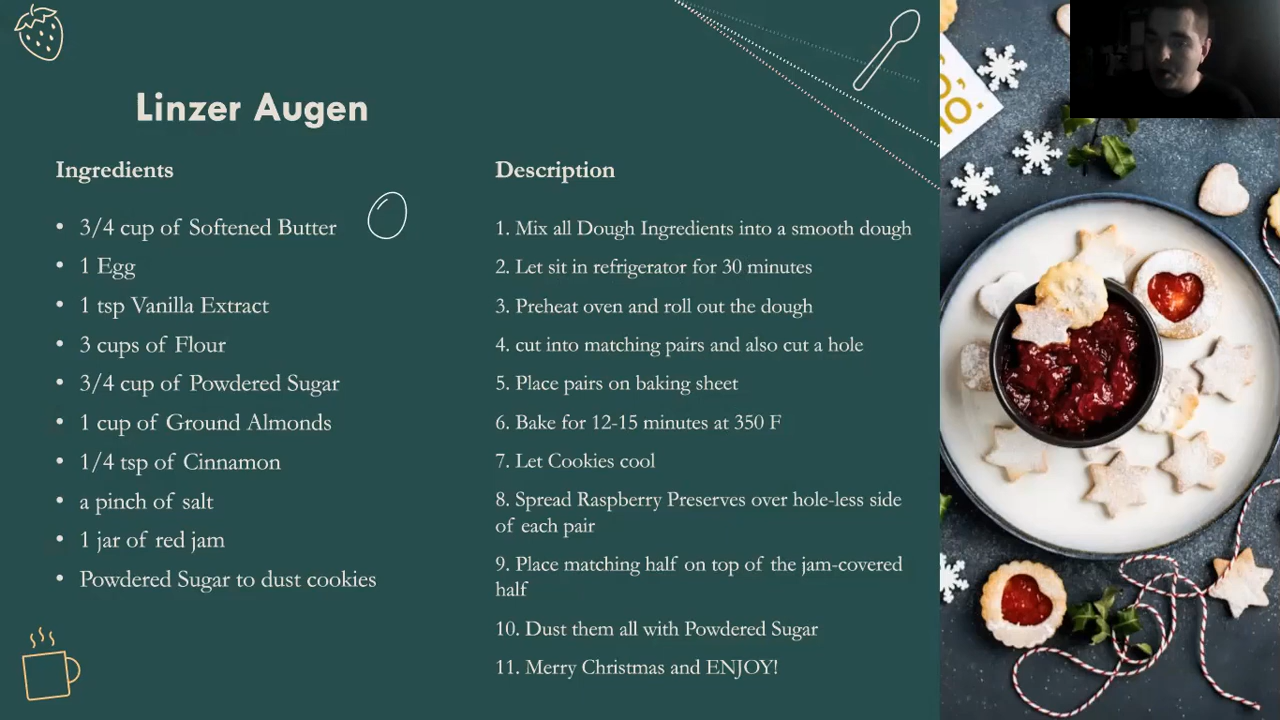 Linzer Augen
Ingredients
• 3/4 cup of Softened Butter
• 1 Egg
• 1 tsp Vanilla Extract
• 3 cups of Flour
• 3/4 cup of Powdered Sugar
• 1 cup of Ground Almonds
• 1/4 tsp of Cinnamon
• a pinch of salt
• 1 jar of red jam
• Powdered Sugar to dust cookies
Description
1. Mix all Dough Ingredients into a smooth dough
2. Let sit in refrigerator for 30 minutes
3. Preheat oven and roll out the dough
4. cut into matching pairs and also cut a hole
5. Place pairs on baking sheet
6. Bake for 12-15 minutes at 350 F
7. Let Cookies cool
8. Spread Raspberry Preserves over hole-less side
of each pair
9. Place matching half on top of the jam-covered
half
10. Dust them all with Powdered Sugar
11. Merry Christmas and ENJOY!